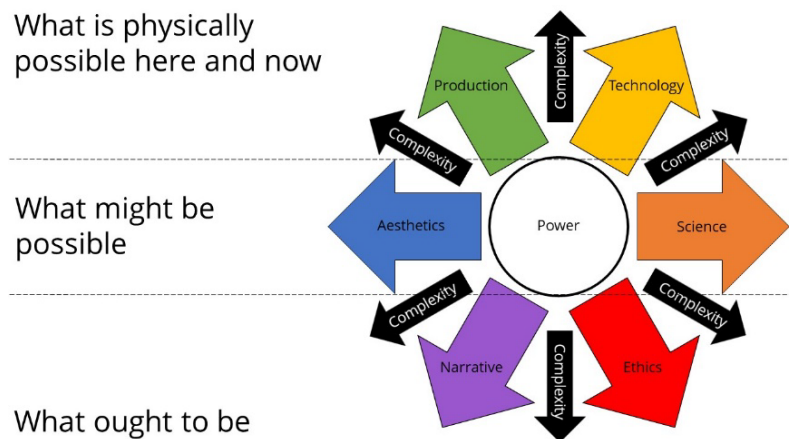 What is physically
possible here and now
Production
Complexity
Technology
Complexity
Complexity
What might be
possible
Aesthetics
Power
Science
Complexity
Complexity
Narrative
Complexity
Ethics
What ought to be